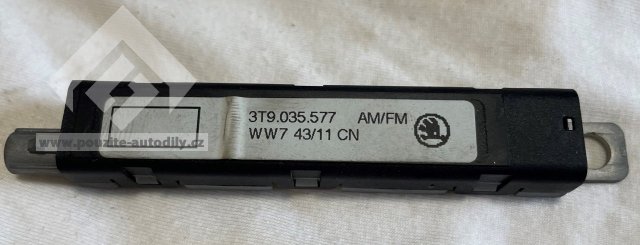 3T9.035.577 AM/FM
WW7 43/11 CN
www.pouzite-autodily.cz